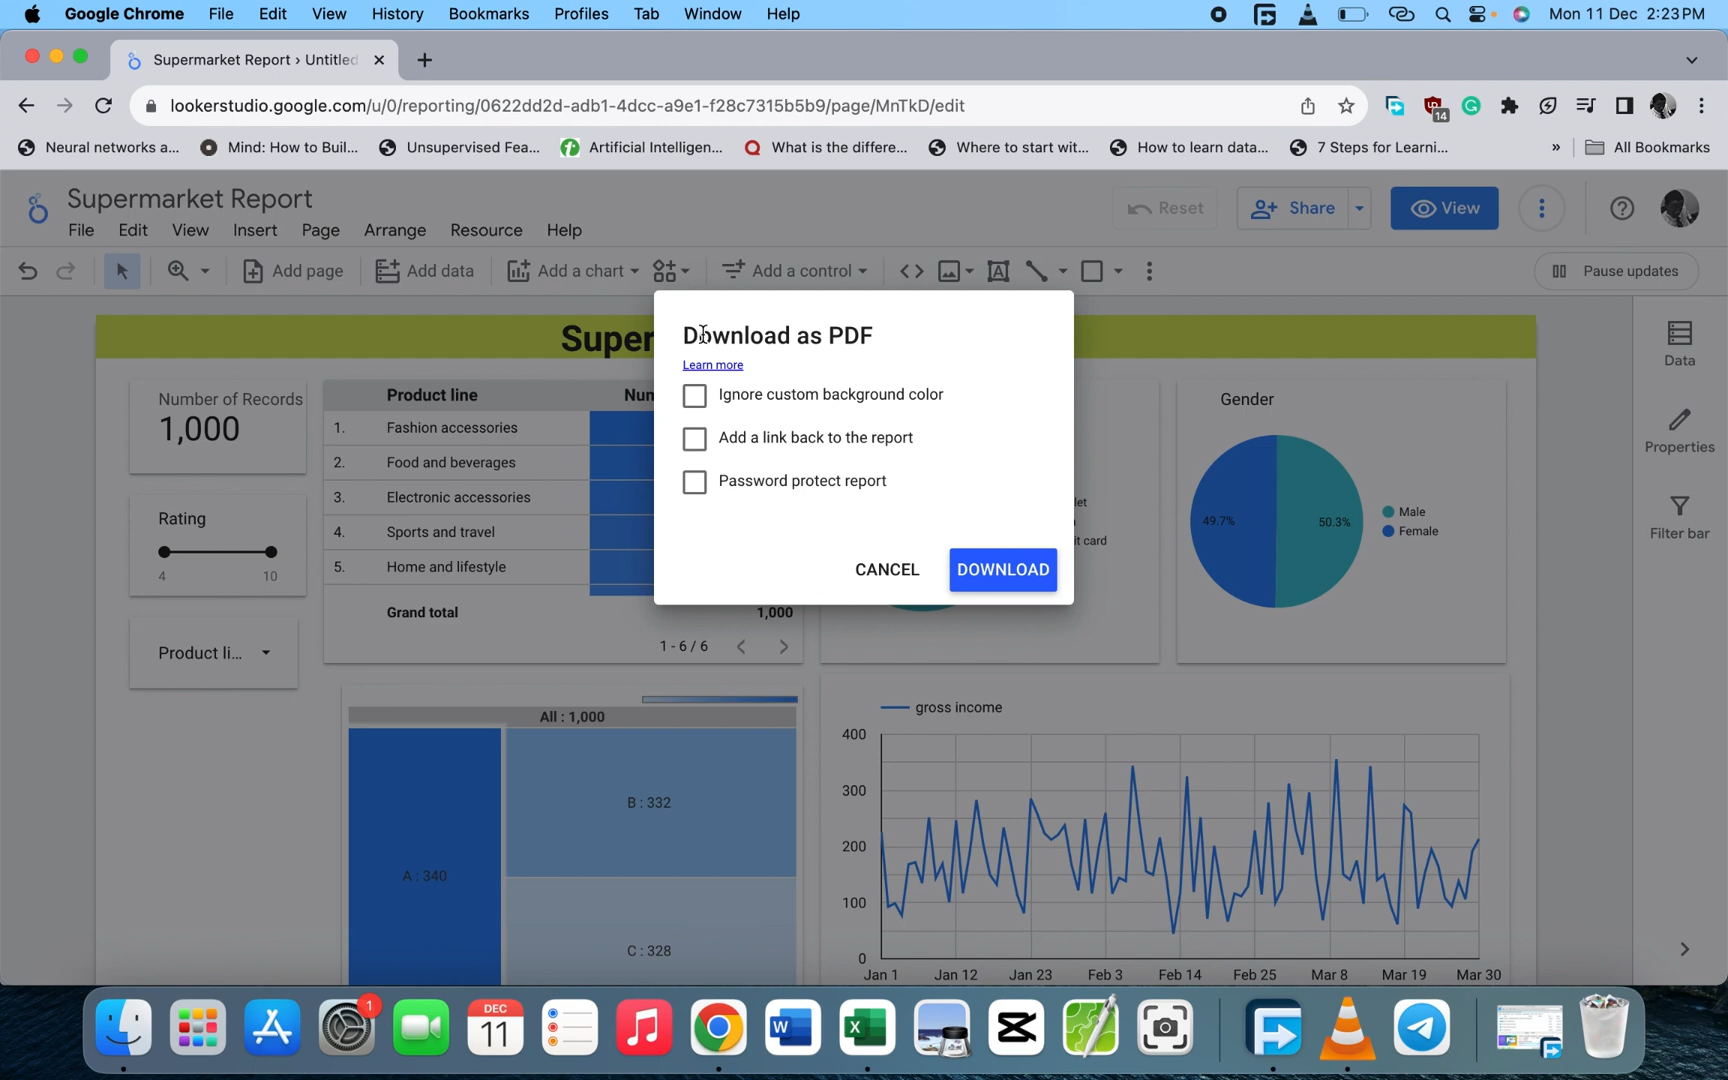 Google Chrome File Edit View History Bookmarks Profiles Tab Window Help Mon 11 Dec 2:23 PM
Supermarket Report › Untitled
lookerstudio.google.com/u/0/reporting/0622dd2d-adb1-4dcc-a9e1-f28c7315b5b9/page/MnTkD/edit 14
Neural networks a... Mind: How to Buil... Unsupervised Fea... Artificial Intelligen... What is the differe... Where to start wit... How to learn data... 7 Steps for Learni... » All Bookmarks
Supermarket Report
Reset Share View
File Edit View Insert Page Arrange Resource Help
Add page Add data Add a chart Add a control Pause updates
Super
Download as PDF
Learn more
Ignore custom background color
Add a link back to the report
Password protect report
CANCEL DOWNLOAD
Data
Properties
Filter bar
Number of Records
1,000
Rating
4 10
Product li...
Product line Num
1. Fashion accessories
2. Food and beverages
3. Electronic accessories
4. Sports and travel
5. Home and lifestyle
Grand total 1,000
1 - 6 / 6
let
it card
Gender
49.7% 50.3%
Male
Female
All : 1,000
A : 340
B : 332
C : 328
gross income
400
300
200
100
0
Jan 1 Jan 12 Jan 23 Feb 3 Feb 14 Feb 25 Mar 8 Mar 19 Mar 30
1
DEC
11
W
X